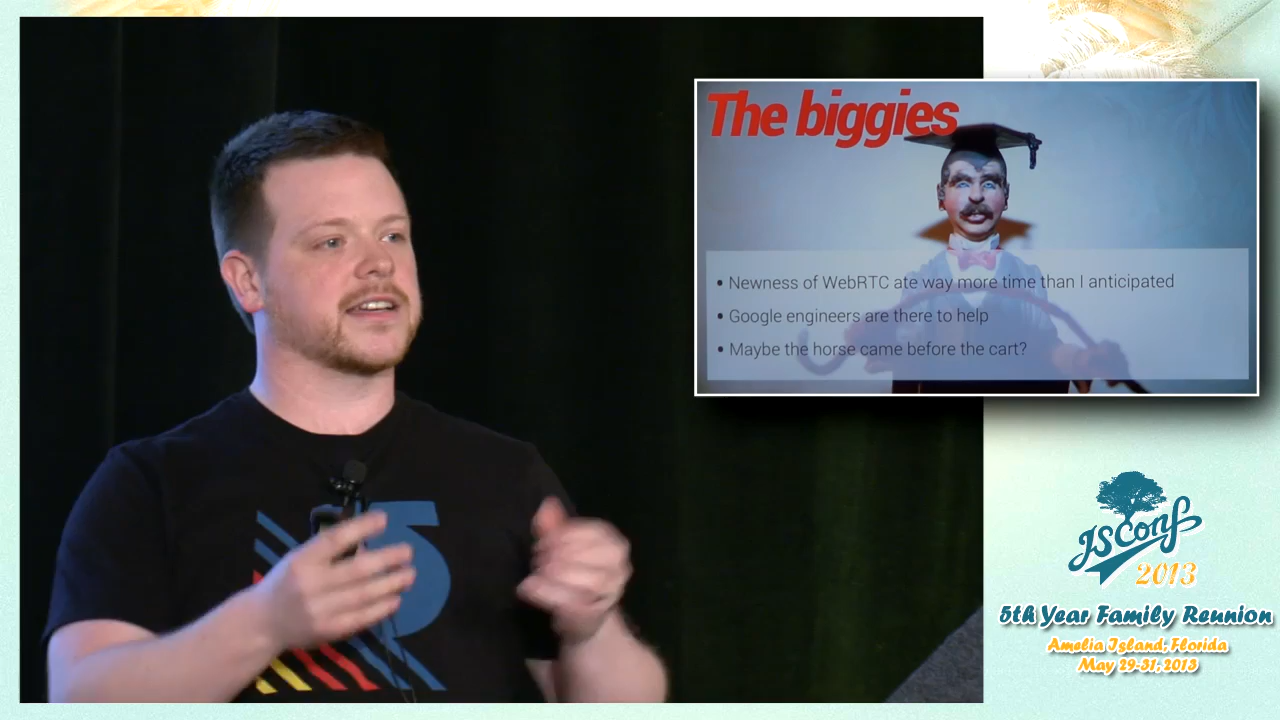 The biggies
• Newness of WebRTC ate way more time than I anticipated
• Google engineers are there to help
• Maybe the horse came before the cart?
5
JSConf
2013
5th Year Family Reunion
Amelia Island, Florida
May 29-31, 2013